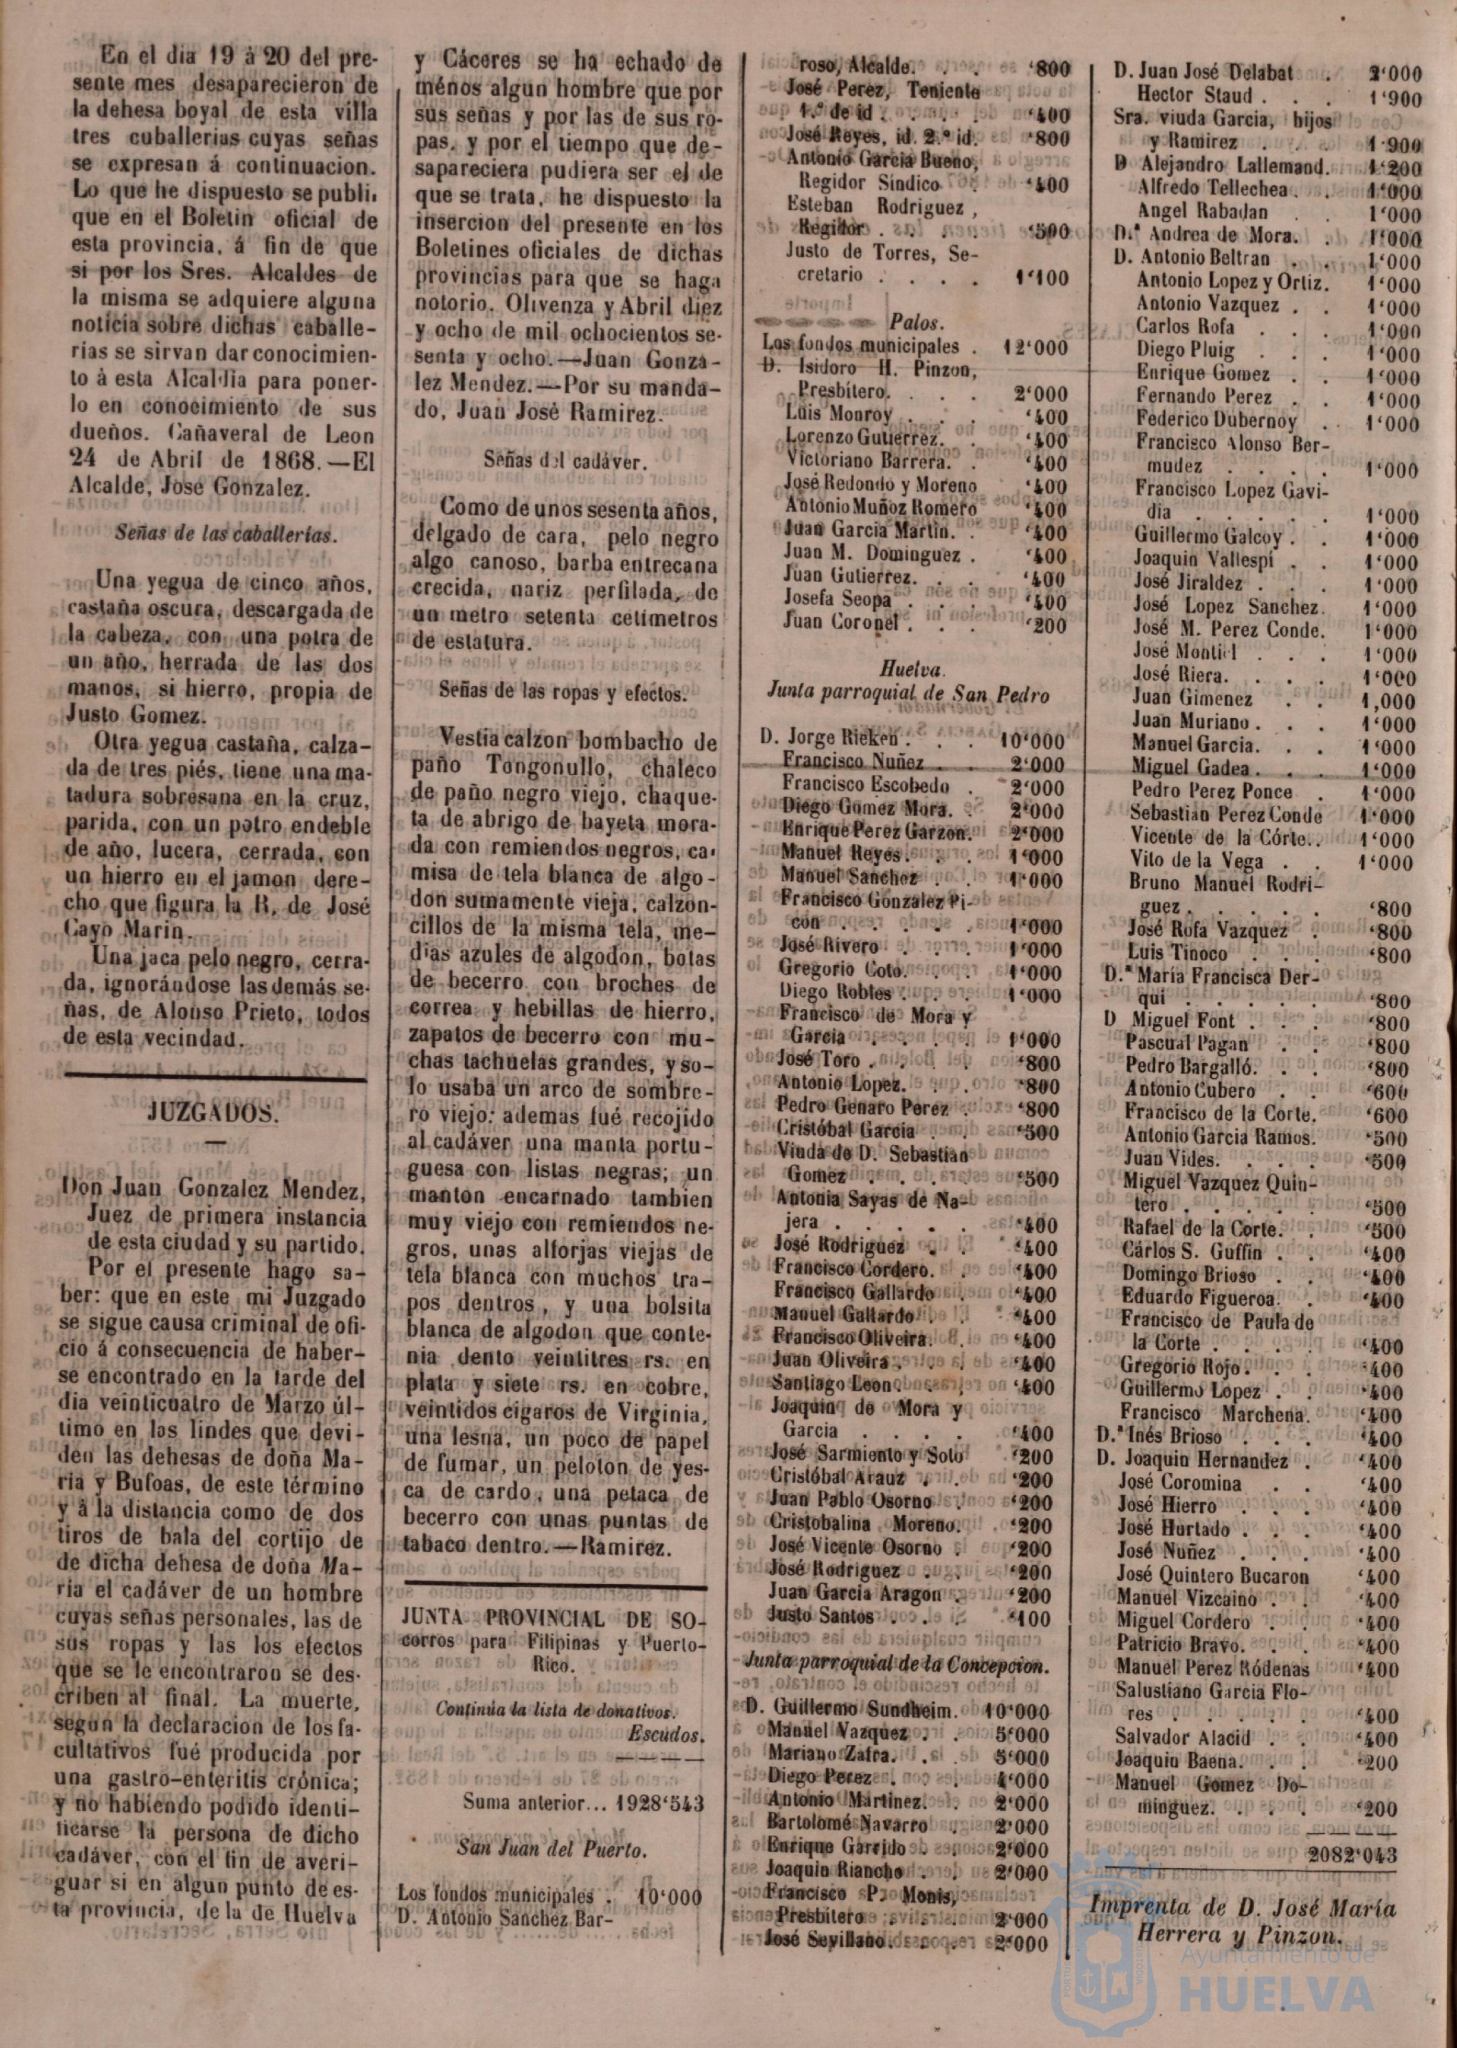 En el dia 19 á 20 del pre-
sente mes desaparecieron de
la dehesa boyal de esta villa
tres cuballerias cuyas señas
se expresan á continuacion.
Lo que he dispuesto se publi-
que en el Boletin oficial de
esta provincia, á fin de que
si por los Sres. Alcaldes de
la misma se adquiere alguna
noticia sobre dichas caballe-
rias se sirvan dar conocimien-
to á esta Alcaldia para poner-
lo en conocimiento de sus
dueños. Cañaveral de Leon
24 de Abril de 1868.—El
Alcalde, José Gonzalez.
Señas de las caballerias.
Una yegua de cinco años,
castaña oscura, descargada de
la cabeza, con una potra de
un año, herrada de las dos
manos, si hierro, propia de
Justo Gomez.
Otra yegua castaña, calza-
da de tres piés, tiene una ma-
tadura sobresana en la cruz,
parida, con un potro endeble
de año, lucera, cerrada, con
un hierro en el jamon dere-
cho que figura la R, de José
Cayo Marin.
Una jaca pelo negro, cerra-
da, ignorándose las demás se-
ñas, de Alonso Prieto, todos
de esta vecindad.
JUZGADOS.
Don Juan Gonzalez Mendez,
Juez de primera instancia
de esta ciudad y su partido.
Por el presente hago sa-
ber: que en este mi Juzgado
se sigue causa criminal de ofi-
cio á consecuencia de haber-
se encontrado en la tarde del
dia veinticuatro de Marzo úl-
timo en los lindes que devi-
den las dehesas de doña Ma-
ria y Bufoas, de este término
y á la distancia como de dos
tiros de bala del cortijo de
de dicha dehesa de doña Ma-
ria el cadáver de un hombre
cuyas señas personales, las de
sus ropas y las los efectos
que se le encontraron se des-
criben al final. La muerte,
segun la declaracion de los fa-
cultativos fué producida por
una gastro-enteritis crónica;
y no habiendo podido identi-
ficarse la persona de dicho
cadáver, con el fin de averi-
guar si en algun punto de es-
ta provincia, de la de Huelva
y Cáceres se ha echado de
ménos algun hombre que por
sus señas y por las de sus ro-
pas, y por el tiempo que de-
sapareciera pudiera ser el de
que se trata, he dispuesto la
insercion del presente en los
Boletines oficiales de dichas
provincias para que se haga
notorio. Olivenza y Abril diez
y ocho de mil ochocientos se-
senta y ocho.—Juan Gonza-
lez Mendez.—Por su manda-
do, Juan José Ramirez.
Señas del cadáver.
Como de unos sesenta años,
delgado de cara, pelo negro
algo canoso, barba entrecana
crecida, nariz perfilada, de
un metro setenta cetímetros
de estatura.
Señas de las ropas y efectos.
Vestia calzon bombacho de
paño Tongonullo, chaleco
de paño negro viejo, chaque-
ta de abrigo de bayeta mora-
da con remiendos negros, ca-
misa de tela blanca de algo-
don sumamente vieja, calzon-
cillos de la misma tela, me-
dias azules de algodon, botas
de becerro con broches de
correa y hebillas de hierro,
zapatos de becerro con mu-
chas tachuelas grandes, y so-
lo usaba un arco de sombre-
ro viejo: ademas fué recojido
al cadáver una manta portu-
guesa con listas negras; un
manton encarnado tambien
muy viejo con remiendos ne-
gros, unas alforjas viejas de
tela blanca con muchos tra-
pos dentros, y una bolsita
blanca de algodon que conte-
nia dento veintitres rs. en
plata y siete rs. en cobre,
veintidos cigaros de Virginia,
una lesna, un poco de papel
de fumar, un peloton de yes-
ca de cardo, una petaca de
becerro con unas puntas de
tabaco dentro.—Ramirez.
JUNTA PROVINCIAL DE SO-
corros para Filipinas y Puerto-
Rico.
Continúa la lista de donativos.
Escudos.
Suma anterior... 1928‘543
San Juan del Puerto.
Los fondos municipales . 10‘000
D. Antonio Sanchez Bar-
roso, Alcalde. . . ‘800
José Perez, Teniente
1.º de id . . . . ‘400
José Reyes, id. 2.º id. ‘800
Antonio Garcia Bueno,
Regidor Sindico . . ‘400
Esteban Rodriguez,
Regidor . . . . ‘500
Justo de Torres, Se-
cretario . . . . 1‘100
Palos.
Los fondos municipales . 12‘000
D. Isidoro H. Pinzon,
Presbítero. . . . 2‘000
Luis Monroy . . . ‘400
Lorenzo Gutierrez. . ‘400
Victoriano Barrera. . ‘400
José Redondo y Moreno ‘400
Antonio Muñoz Romero ‘400
Juan Garcia Martin. . ‘400
Juan M. Dominguez . ‘400
Juan Gutierrez. . . ‘400
Josefa Seopa . . . ‘400
Juan Coronel . . . ‘200
Huelva.
Junta parroquial de San Pedro
D. Jorge Rieken . . . 10‘000
Francisco Nuñez . . 2‘000
Francisco Escobedo . 2‘000
Diego Gomez Mora. . 2‘000
Enrique Perez Garzon. 2‘000
Manuel Reyes. . . 1‘000
Manuel Sanchez . . 1‘000
Francisco Gonzalez Pi-
con . . . . . 1‘000
José Rivero . . . 1‘000
Gregorio Coto. . . 1‘000
Diego Robles . . . 1‘000
Francisco de Mora y
Garcia . . . . 1‘000
José Toro . . . . ‘800
Antonio Lopez. . . ‘800
Pedro Genaro Perez . ‘800
Cristóbal Garcia . . ‘500
Viuda de D. Sebastian
Gomez . . . . ‘500
Antonia Sayas de Na-
jera . . . . . ‘400
José Rodriguez . . ‘400
Francisco Cordero. . ‘400
Francisco Gallardo . ‘400
Manuel Gallardo . . ‘400
Francisco Oliveira. . ‘400
Juan Oliveira . . . ‘400
Santiago Leon. . . ‘400
Joaquin de Mora y
Garcia . . . . ‘400
José Sarmiento y Soto ‘200
Cristóbal Arauz . . ‘200
Juan Pablo Osorno . ‘200
Cristobalina Moreno. ‘200
José Vicente Osorno . ‘200
José Rodriguez . . ‘200
Juan Garcia Aragon . ‘200
Justo Santos . . . ‘100
Junta parroquial de la Concepcion.
D. Guillermo Sundheim. 10‘000
Manuel Vazquez . . 5‘000
Mariano Zafra. . . 5‘000
Diego Perez . . . 4‘000
Antonio Martinez. . 2‘000
Bartolomé Navarro . 2‘000
Enrique Garrido . . 2‘000
Joaquin Riancho . . 2‘000
Francisco P. Monis,
Presbitero . . . 2‘000
José Sevillano. . . 2‘000
D. Juan José Delabat . 2‘000
Hector Staud . . . 1‘900
Sra. viuda Garcia, hijos
y Ramirez . . . 1‘900
D Alejandro Lallemand. 1‘200
Alfredo Tellechea . . 1‘000
Angel Rabadan . . 1‘000
D.ª Andrea de Mora. . 1‘000
D. Antonio Beltran . . 1‘000
Antonio Lopez y Ortiz. 1‘000
Antonio Vazquez . . 1‘000
Carlos Rofa . . . 1‘000
Diego Pluig . . . 1‘000
Enrique Gomez . . 1‘000
Fernando Perez . . 1‘000
Federico Dubernoy . 1‘000
Francisco Alonso Ber-
mudez . . . . 1‘000
Francisco Lopez Gavi-
dia . . . . . 1‘000
Guillermo Galcoy . . 1‘000
Joaquin Vallespí . . 1‘000
José Jiraldez . . . 1‘000
José Lopez Sanchez. 1‘000
José M. Perez Conde. 1‘000
José Montiel . . . 1‘000
José Riera. . . . 1‘000
Juan Gimenez . . 1,000
Juan Muriano . . . 1‘000
Manuel Garcia. . . 1‘000
Miguel Gadea . . . 1‘000
Pedro Perez Ponce . 1‘000
Sebastian Perez Conde 1‘000
Vicente de la Córte. . 1‘000
Vito de la Vega . . 1‘000
Bruno Manuel Rodri-
guez . . . . . ‘800
José Rofa Vazquez . ‘800
Luis Tinoco . . . ‘800
D.ª María Francisca Der-
qui . . . . . ‘800
D Miguel Font . . . ‘800
Pascual Pagan . . ‘800
Pedro Bargalló. . . ‘800
Antonio Cubero . . ‘600
Francisco de la Corte. ‘600
Antonio Garcia Ramos. ‘500
Juan Vides. . . . ‘500
Miguel Vazquez Quin-
tero . . . . . ‘500
Rafael de la Corte. . ‘500
Cárlos S. Guffin . . ‘400
Domingo Brioso . . ‘400
Eduardo Figueroa. . ‘400
Francisco de Paula de
la Corte . . . . ‘400
Gregorio Rojo . . . ‘400
Guillermo Lopez . . ‘400
Francisco Marchena. ‘400
D.ª Inés Brioso . . . ‘400
D. Joaquin Hernandez . ‘400
José Coromina . . ‘400
José Hierro . . . ‘400
José Hurtado . . . ‘400
José Nuñez . . . ‘400
José Quintero Bucaron ‘400
Manuel Vizcaino . . ‘400
Miguel Cordero . . ‘400
Patricio Bravo. . . ‘400
Manuel Perez Ródenas ‘400
Salustiano Garcia Flo-
res . . . . . ‘400
Salvador Alacid . . ‘400
Joaquin Baena. . . ‘200
Manuel Gomez Do-
minguez. . . . ‘200
2082‘043
Imprenta de D. José María
Herrera y Pinzon.
Ayuntamiento de
HUELVA